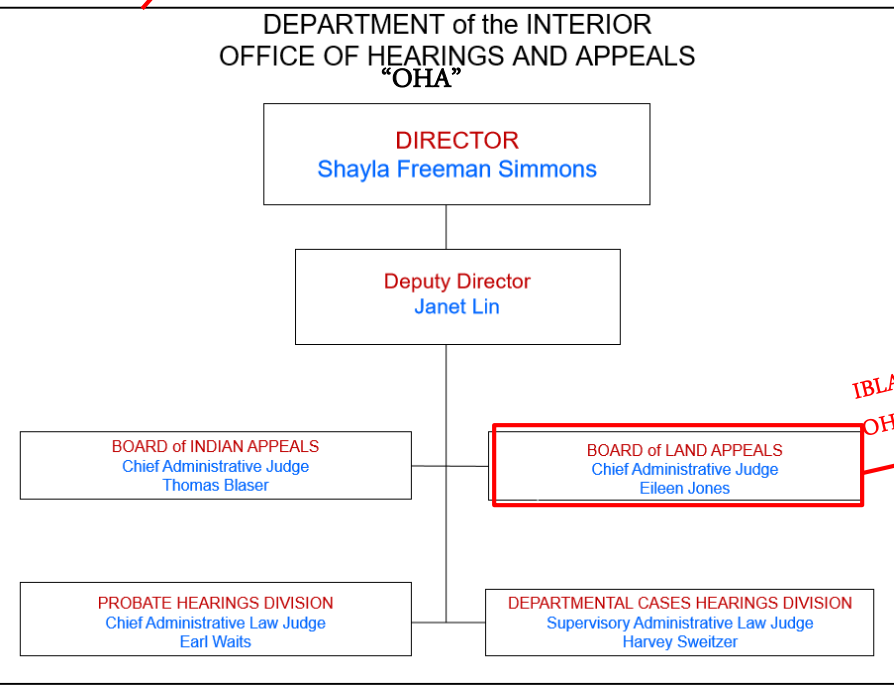 DEPARTMENT of the INTERIOR
OFFICE OF HEARINGS AND APPEALS
“OHA”
DIRECTOR
Shayla Freeman Simmons
Deputy Director
Janet Lin
BOARD of INDIAN APPEALS
Chief Administrative Judge
Thomas Blaser
IBLA
OH
BOARD of LAND APPEALS
Chief Administrative Judge
Eileen Jones
PROBATE HEARINGS DIVISION
Chief Administrative Law Judge
Earl Waits
DEPARTMENTAL CASES HEARINGS DIVISION
Supervisory Administrative Law Judge
Harvey Sweitzer